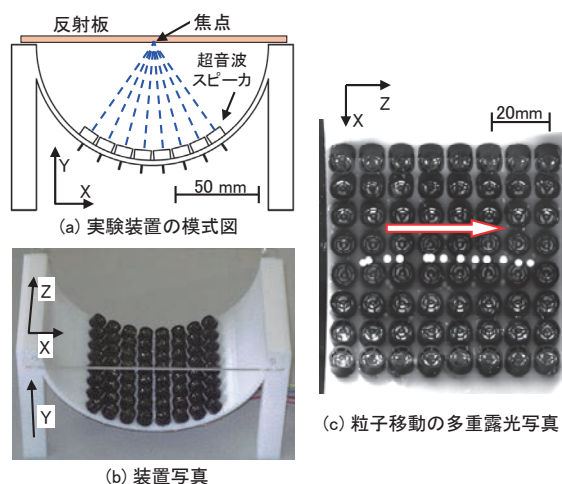 反射板
焦点
超音波
スピーカ
Y
X
50 mm
(a) 実験装置の模式図
Z
X
Y
(b) 装置写真
Z
X
20mm
(c) 粒子移動の多重露光写真